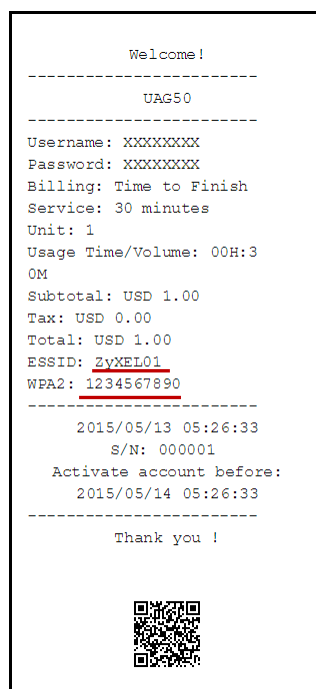 Welcome!
------------------------
UAG50
------------------------
Username: XXXXXXXX
Password: XXXXXXXX
Billing: Time to Finish
Service: 30 minutes
Unit: 1
Usage Time/Volume: 00H:3
0M
Subtotal: USD 1.00
Tax: USD 0.00
Total: USD 1.00
ESSID: ZyXEL01
WPA2: 1234567890
------------------------
2015/05/13 05:26:33
S/N: 000001
Activate account before:
2015/05/14 05:26:33
------------------------
Thank you !